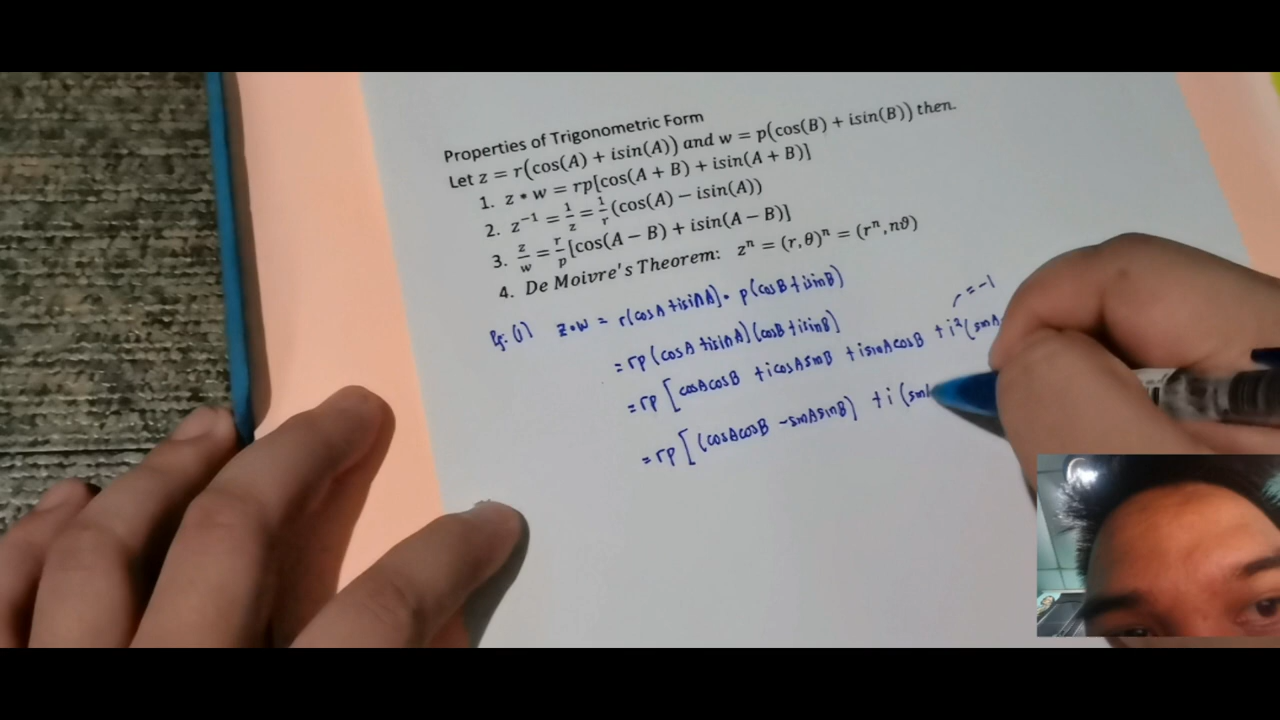 Properties of Trigonometric Form
Let z = r(cos(A) + isin(A)) and w = p(cos(B) + isin(B)) then.
1. z ∗ w = rp[cos(A + B) + isin(A + B)]
2. z⁻¹ = 1/z = 1/r (cos(A) − isin(A))
3. z/w = r/p [cos(A − B) + isin(A − B)]
4. De Moivre's Theorem: zⁿ = (r, θ)ⁿ = (rⁿ, nϑ)
(1) z•w = r(cosA + isinA) • p(cosB + isinB)
= rp (cosA + isinA)(cosB + isinB)
= rp [cosAcosB + icosAsinB + isinAcosB + i²(sinA
= -1
= rp [(cosAcosB - sinAsinB) + i (sin